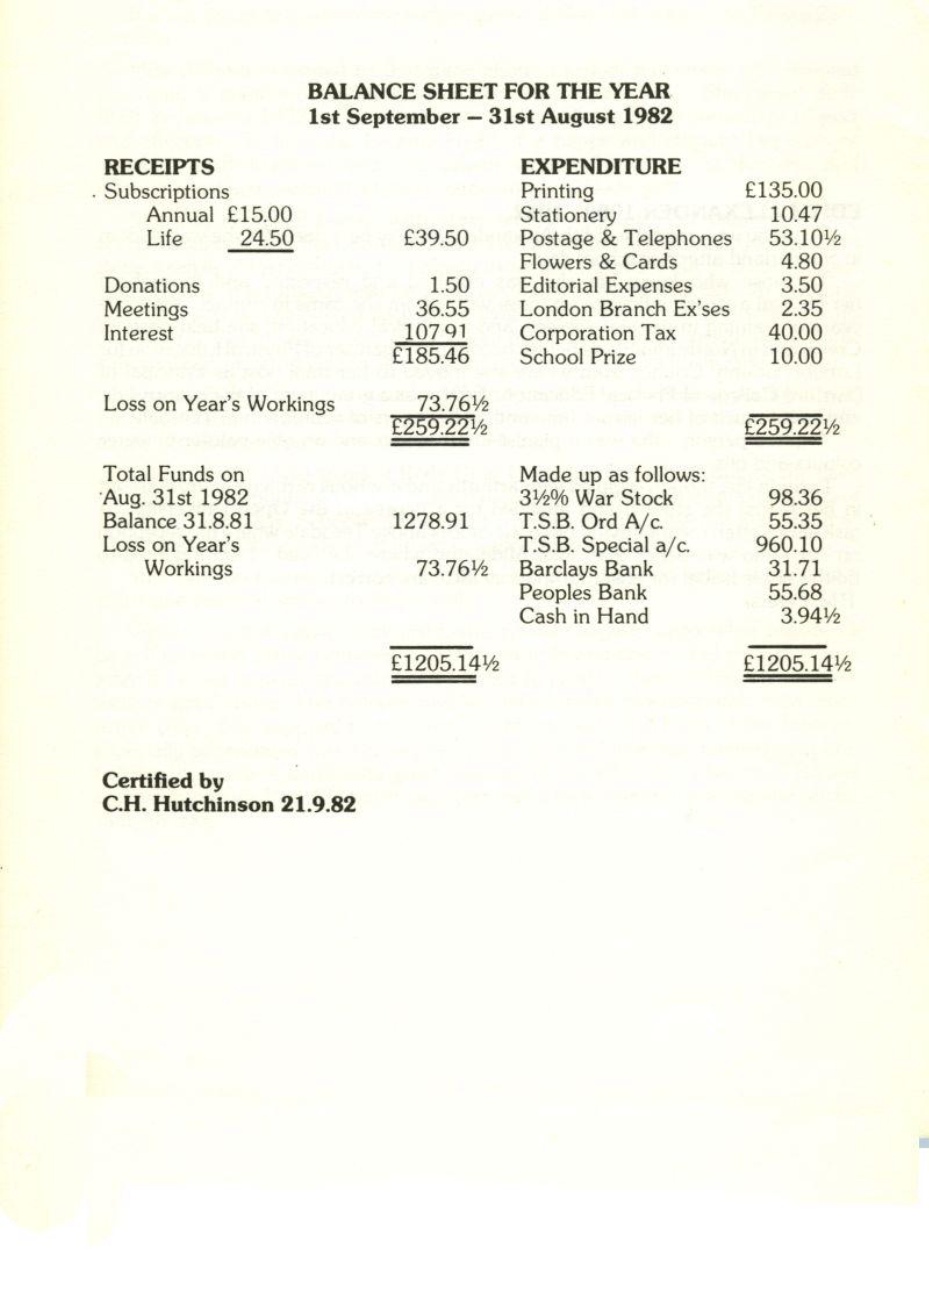 BALANCE SHEET FOR THE YEAR
1st September – 31st August 1982
RECEIPTS
Subscriptions
Annual £15.00
Life 24.50 £39.50
Donations 1.50
Meetings 36.55
Interest 107 91
£185.46
Loss on Year's Workings 73.76½
£259.22½
EXPENDITURE
Printing £135.00
Stationery 10.47
Postage & Telephones 53.10½
Flowers & Cards 4.80
Editorial Expenses 3.50
London Branch Ex'ses 2.35
Corporation Tax 40.00
School Prize 10.00
£259.22½
Total Funds on
Aug. 31st 1982
Balance 31.8.81 1278.91
Loss on Year's
Workings 73.76½
£1205.14½
Made up as follows:
3½% War Stock 98.36
T.S.B. Ord A/c. 55.35
T.S.B. Special a/c. 960.10
Barclays Bank 31.71
Peoples Bank 55.68
Cash in Hand 3.94½
£1205.14½
Certified by
C.H. Hutchinson 21.9.82